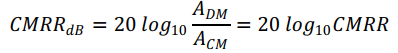 CMRR_dB = 20 log_10 A_DM / A_CM = 20 log_10 CMRR